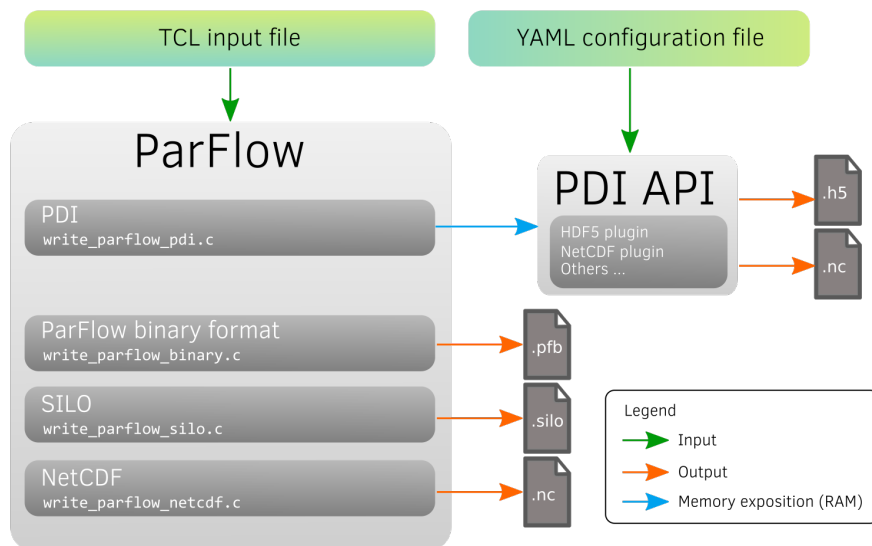 TCL input file
YAML configuration file
ParFlow
PDI
write_parflow_pdi.c
ParFlow binary format
write_parflow_binary.c
SILO
write_parflow_silo.c
NetCDF
write_parflow_netcdf.c
PDI API
HDF5 plugin
NetCDF plugin
Others ...
.h5
.nc
.pfb
.silo
.nc
Legend
Input
Output
Memory exposition (RAM)